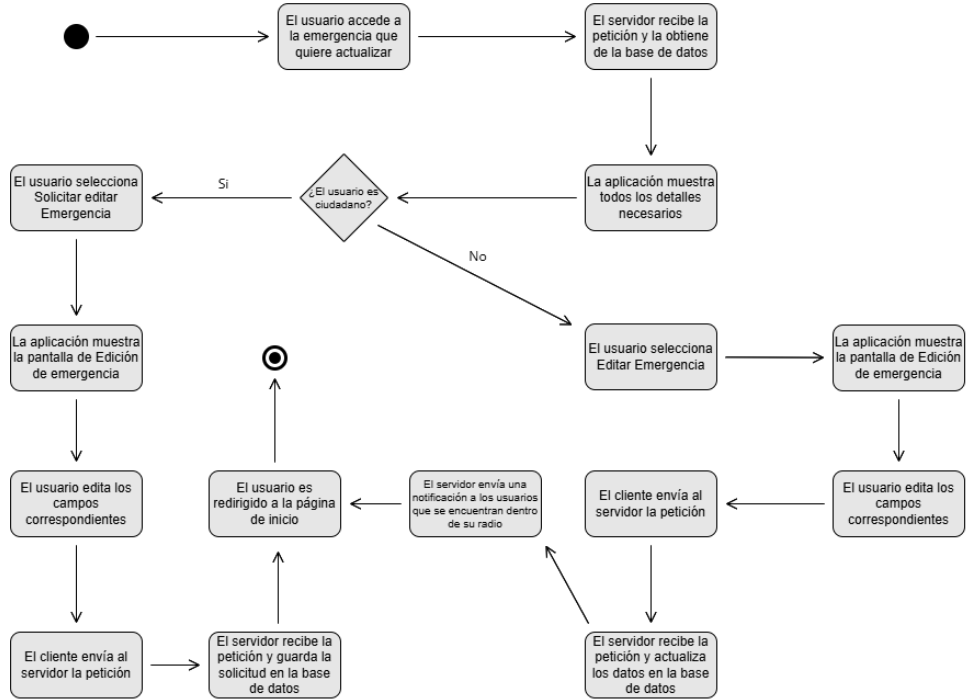 El usuario accede a
la emergencia que
quiere actualizar
El servidor recibe la
petición y la obtiene
de la base de datos
La aplicación muestra
todos los detalles
necesarios
¿El usuario es
ciudadano?
Si
El usuario selecciona
Solicitar editar
Emergencia
No
La aplicación muestra
la pantalla de Edición
de emergencia
El usuario selecciona
Editar Emergencia
La aplicación muestra
la pantalla de Edición
de emergencia
El usuario edita los
campos
correspondientes
El usuario es
redirigido a la página
de inicio
El servidor envía una
notificación a los usuarios
que se encuentran dentro
de su radio
El cliente envía al
servidor la petición
El usuario edita los
campos
correspondientes
El cliente envía al
servidor la petición
El servidor recibe la
petición y guarda la
solicitud en la base
de datos
El servidor recibe la
petición y actualiza
los datos en la base
de datos